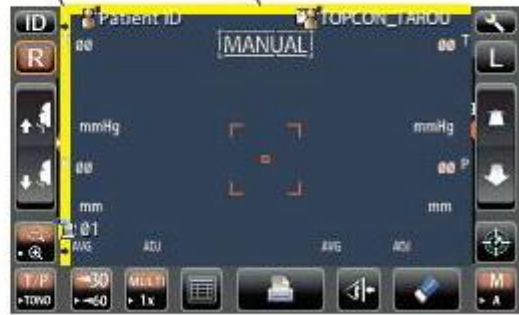 ID Patient ID TOPCON_TAROU
R 00 MANUAL 00 T L
mmHg mmHg
00 00 P
mm mm
01
AVG ADJ AVG ADJ
T/P →30 MULTI M
▸TONO ▸→60 ▸1x ▸A